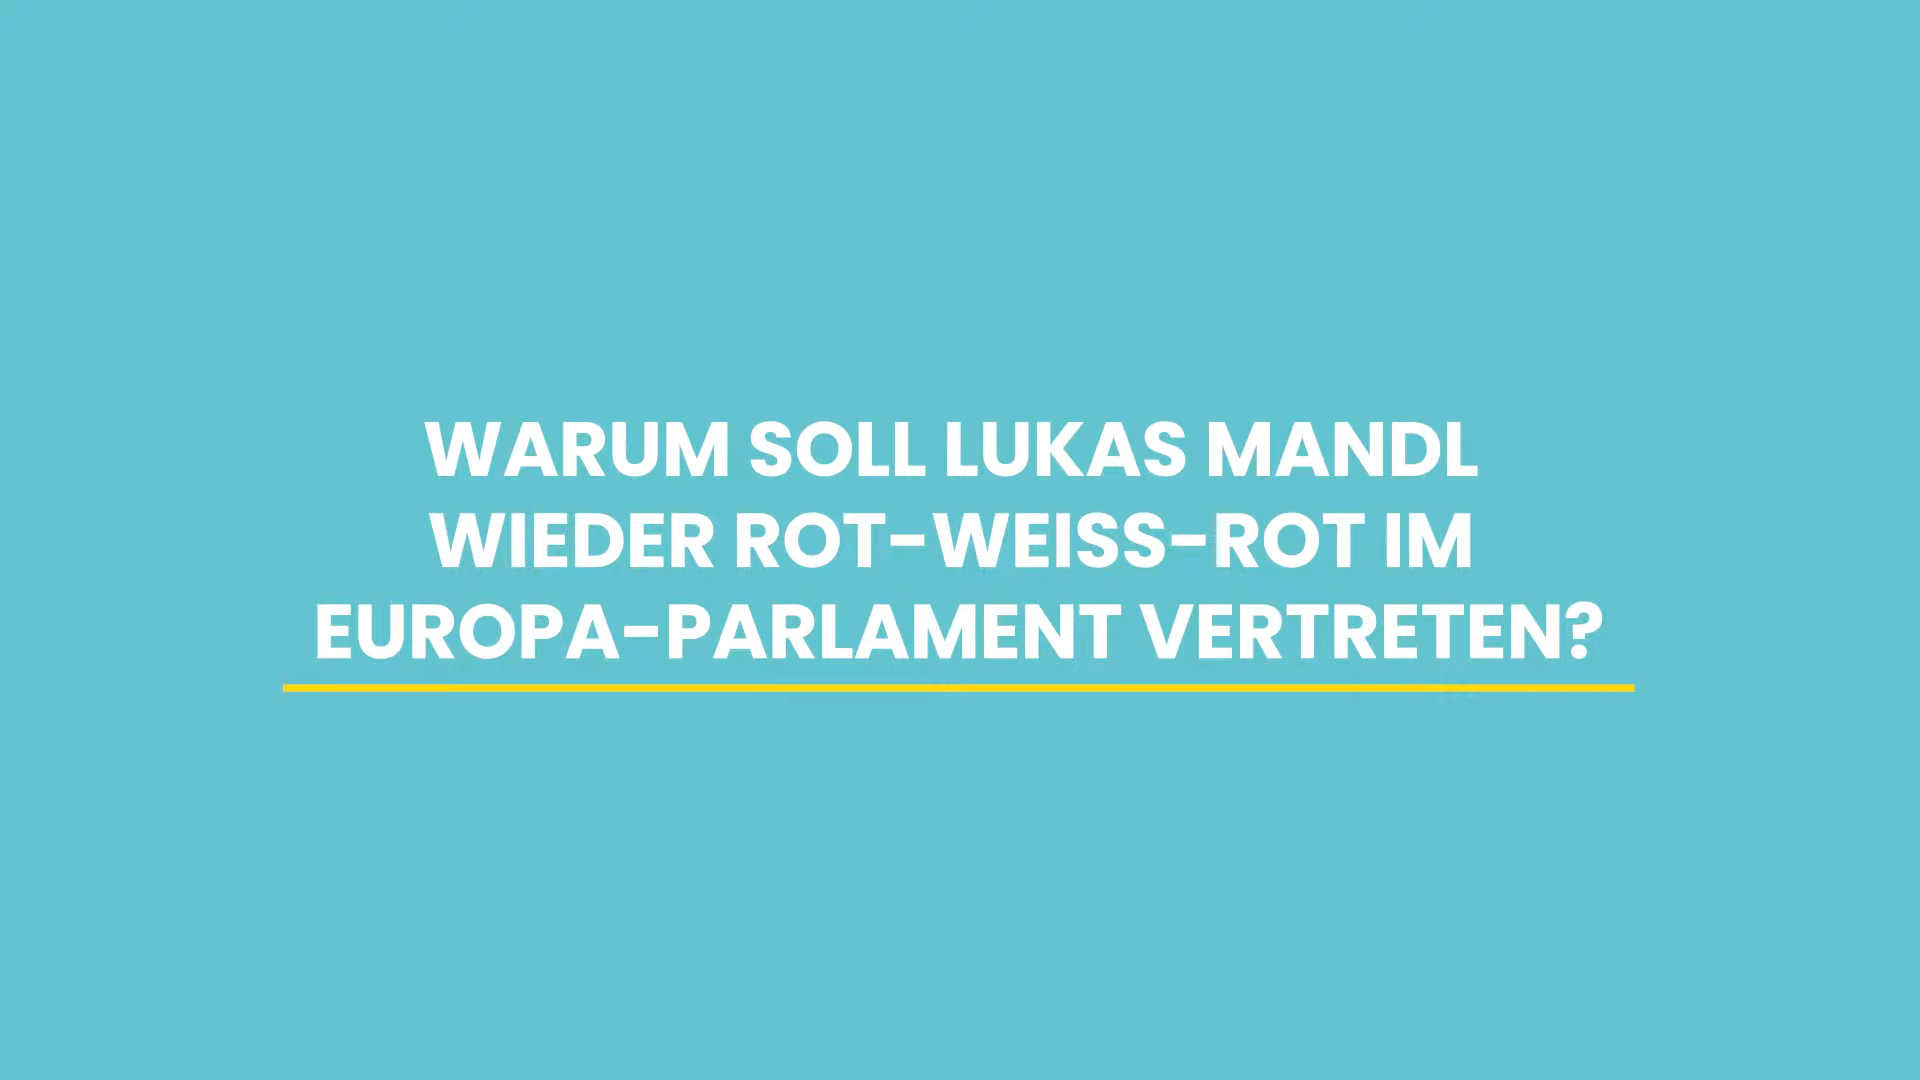 WARUM SOLL LUKAS MANDL
WIEDER ROT-WEISS-ROT IM
EUROPA-PARLAMENT VERTRETEN?